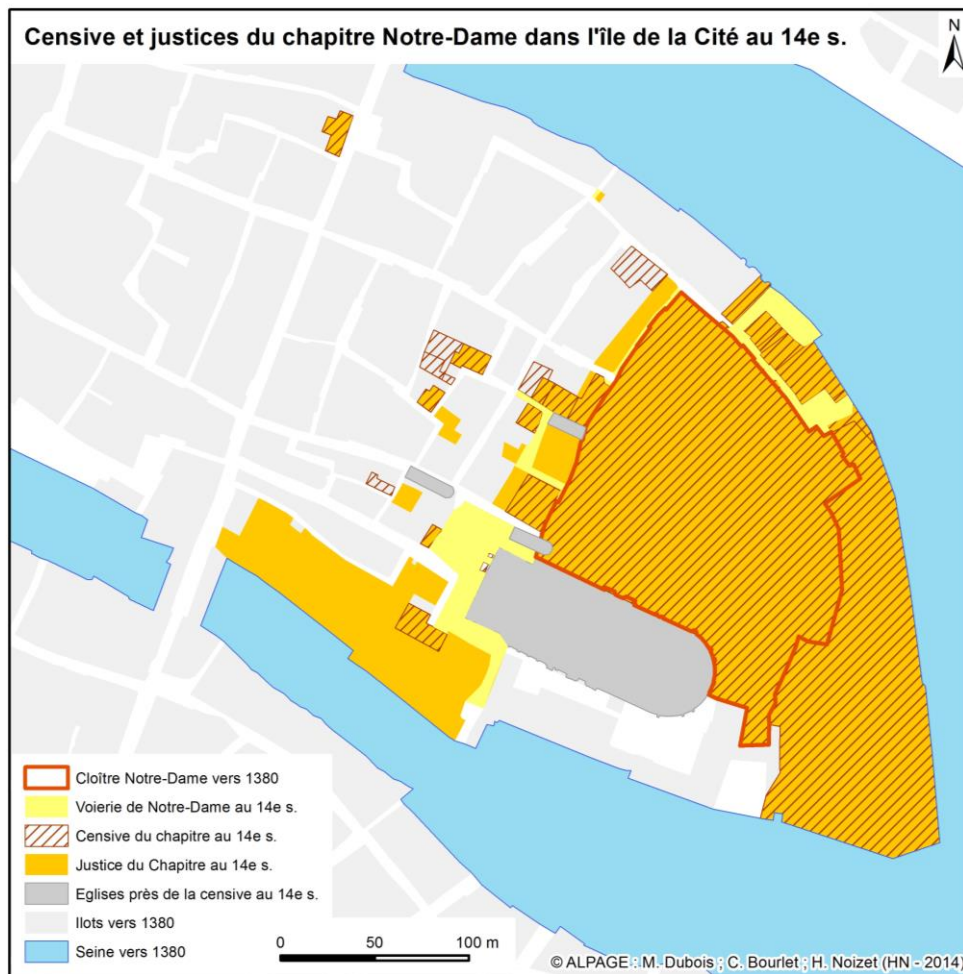 Censive et justices du chapitre Notre-Dame dans l'île de la Cité au 14e s.
N
Cloître Notre-Dame vers 1380
Voierie de Notre-Dame au 14e s.
Censive du chapitre au 14e s.
Justice du Chapitre au 14e s.
Eglises près de la censive au 14e s.
Ilots vers 1380
Seine vers 1380
0 50 100 m
© ALPAGE : M. Dubois ; C. Bourlet ; H. Noizet (HN - 2014)